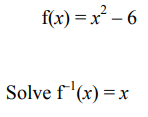 f(x) = x² – 6
Solve f⁻¹(x) = x